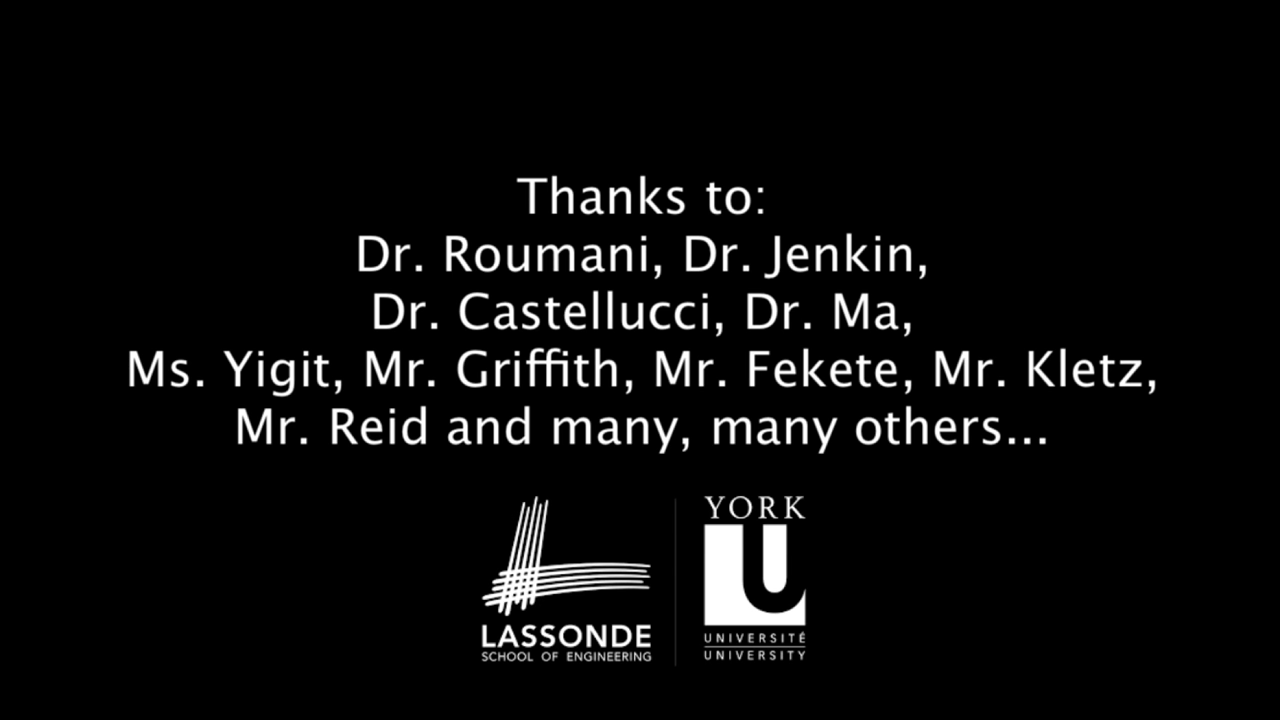 Thanks to:
Dr. Roumani, Dr. Jenkin,
Dr. Castellucci, Dr. Ma,
Ms. Yigit, Mr. Griffith, Mr. Fekete, Mr. Kletz,
Mr. Reid and many, many others...
LASSONDE
SCHOOL OF ENGINEERING
YORK
U
UNIVERSITÉ
UNIVERSITY